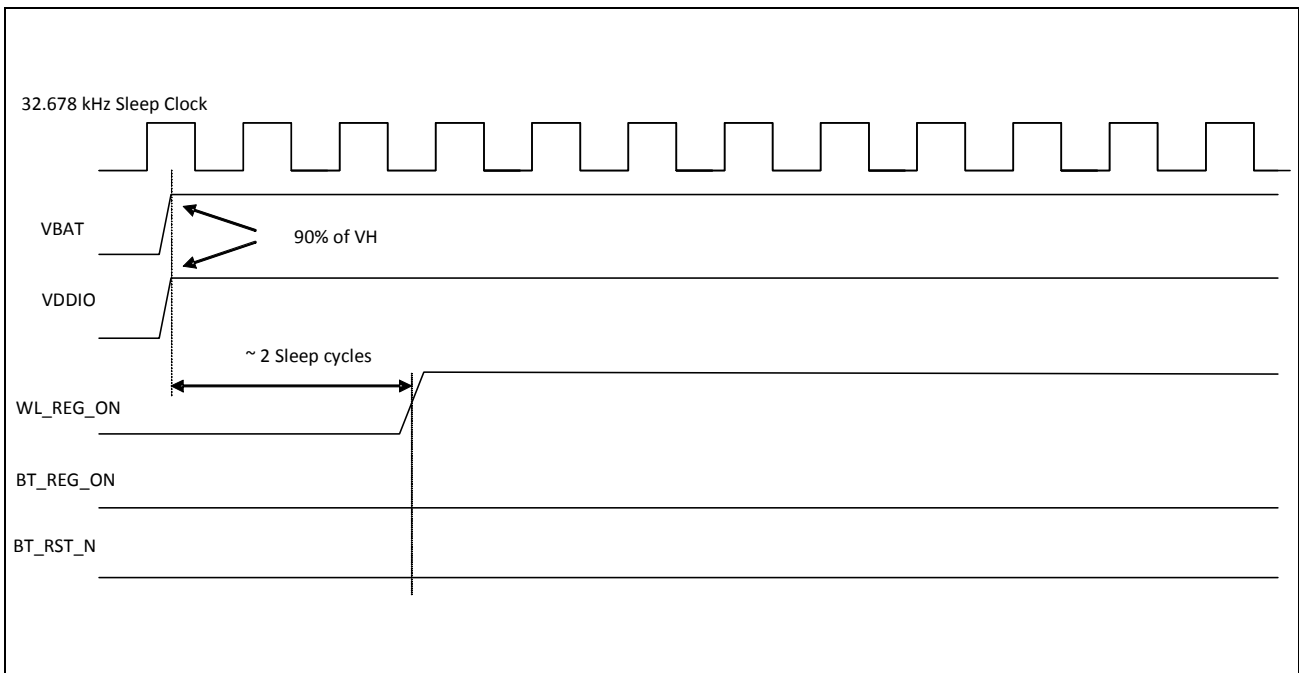 32.678 kHz Sleep Clock
VBAT
90% of VH
VDDIO
~ 2 Sleep cycles
WL_REG_ON
BT_REG_ON
BT_RST_N